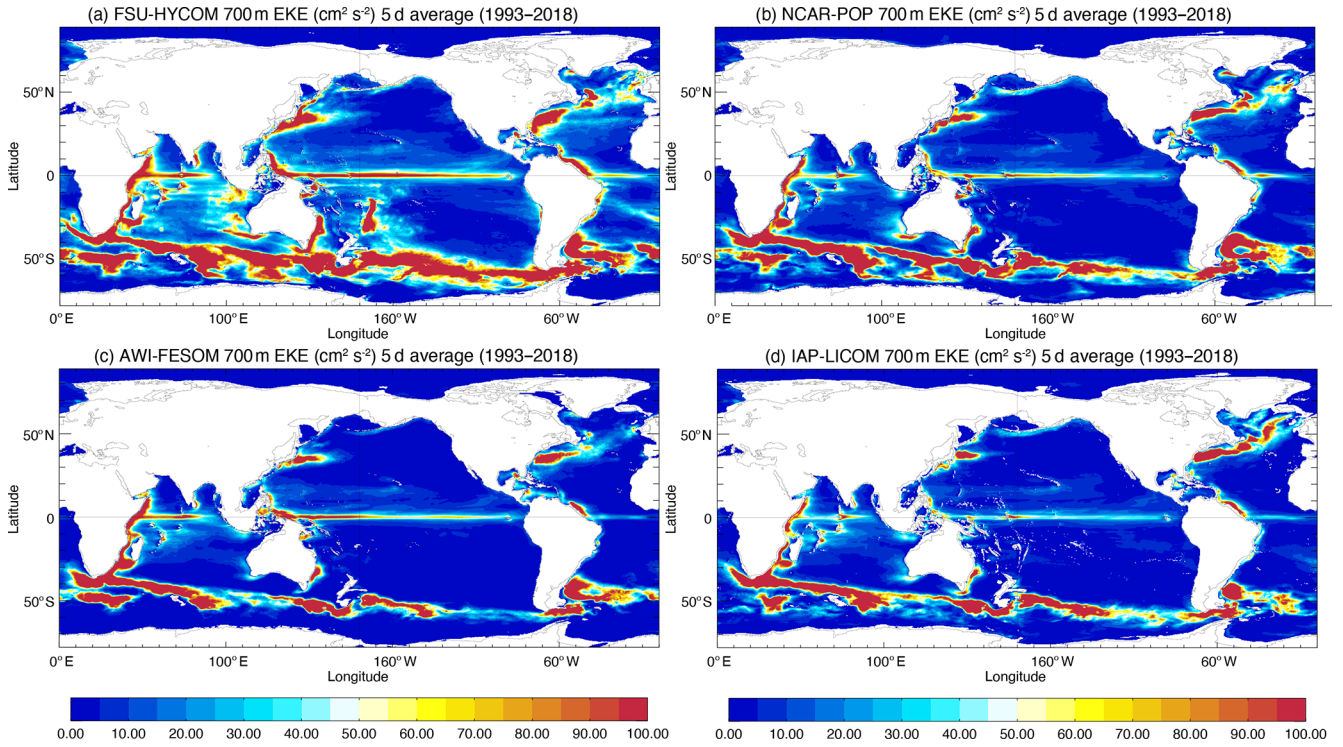 (a) FSU-HYCOM 700 m EKE (cm² s⁻²) 5 d average (1993–2018)
(b) NCAR-POP 700 m EKE (cm² s⁻²) 5 d average (1993–2018)
Latitude
50° N
0
50° S
0° E
100° E
160° W
60° W
Longitude
Latitude
50° N
0
50° S
0° E
100° E
160° W
60° W
Longitude
(c) AWI-FESOM 700 m EKE (cm² s⁻²) 5 d average (1993–2018)
(d) IAP-LICOM 700 m EKE (cm² s⁻²) 5 d average (1993–2018)
Latitude
50° N
0
50° S
0° E
100° E
160° W
60° W
Longitude
Latitude
50° N
0
50° S
0° E
100° E
160° W
60° W
Longitude
0.00 10.00 20.00 30.00 40.00 50.00 60.00 70.00 80.00 90.00 100.00
0.00 10.00 20.00 30.00 40.00 50.00 60.00 70.00 80.00 90.00 100.00